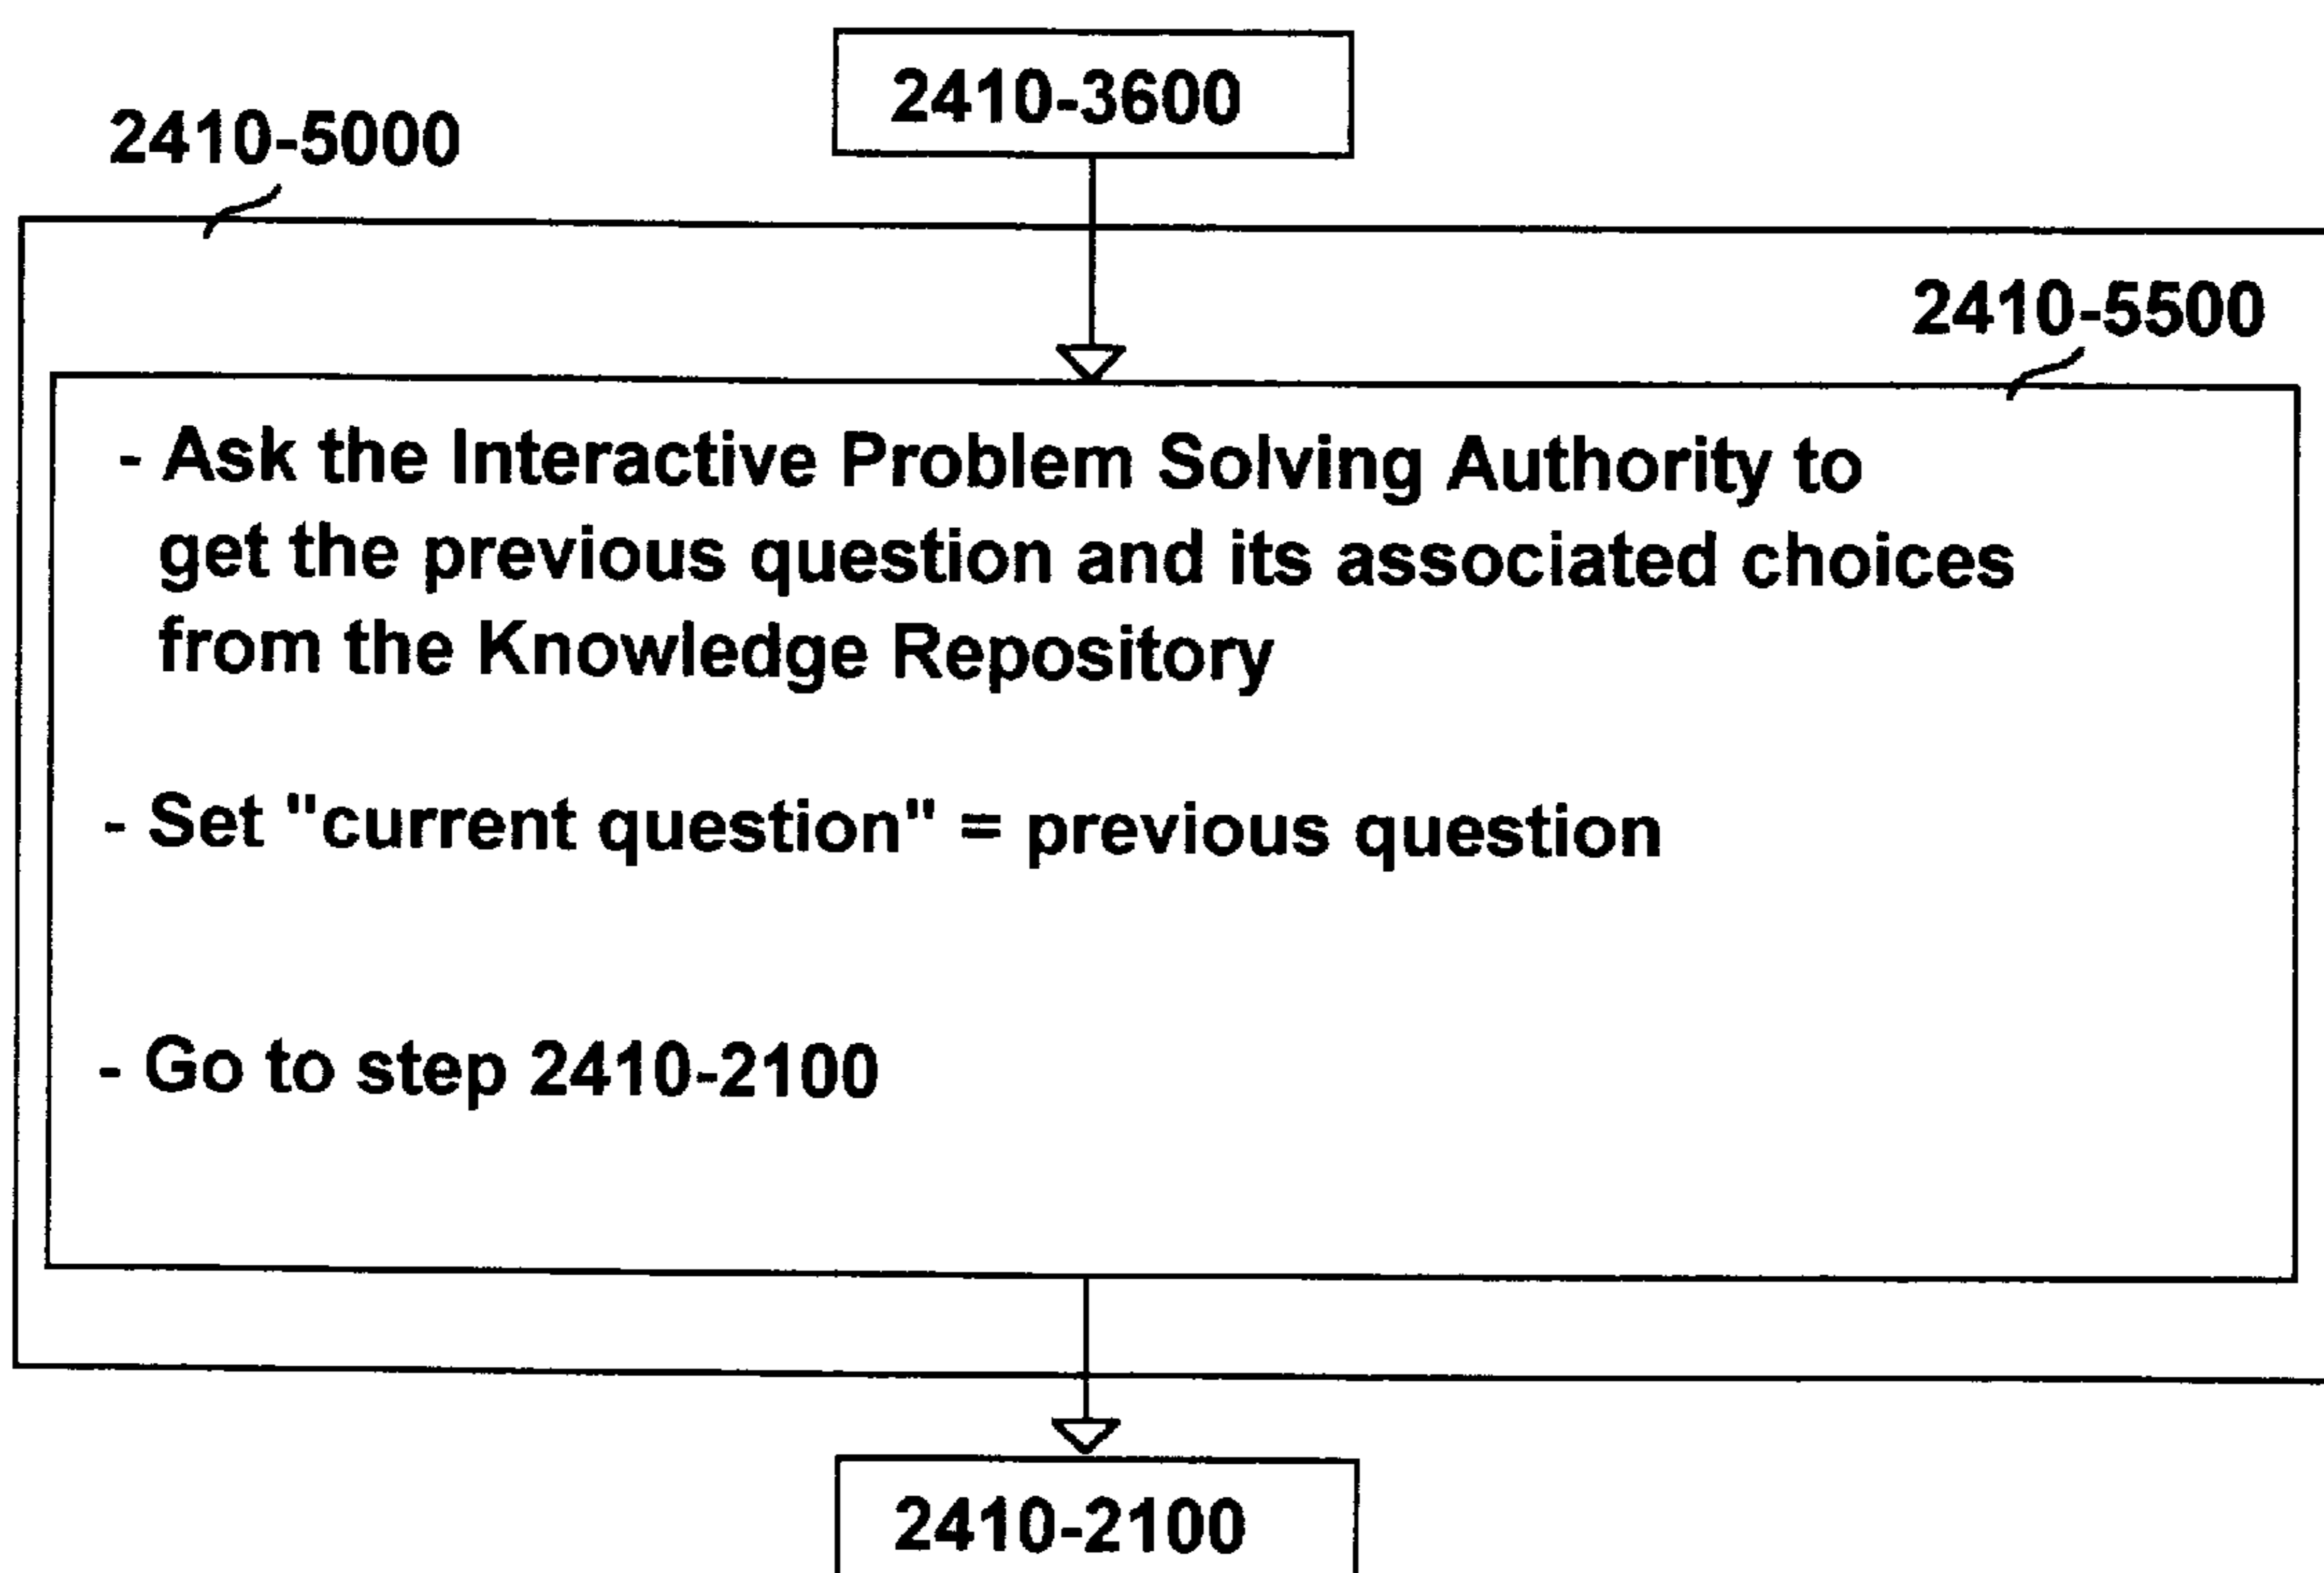 2410-3600
2410-5000
2410-5500
- Ask the Interactive Problem Solving Authority to
get the previous question and its associated choices
from the Knowledge Repository
- Set "current question" = previous question
- Go to step 2410-2100
2410-2100